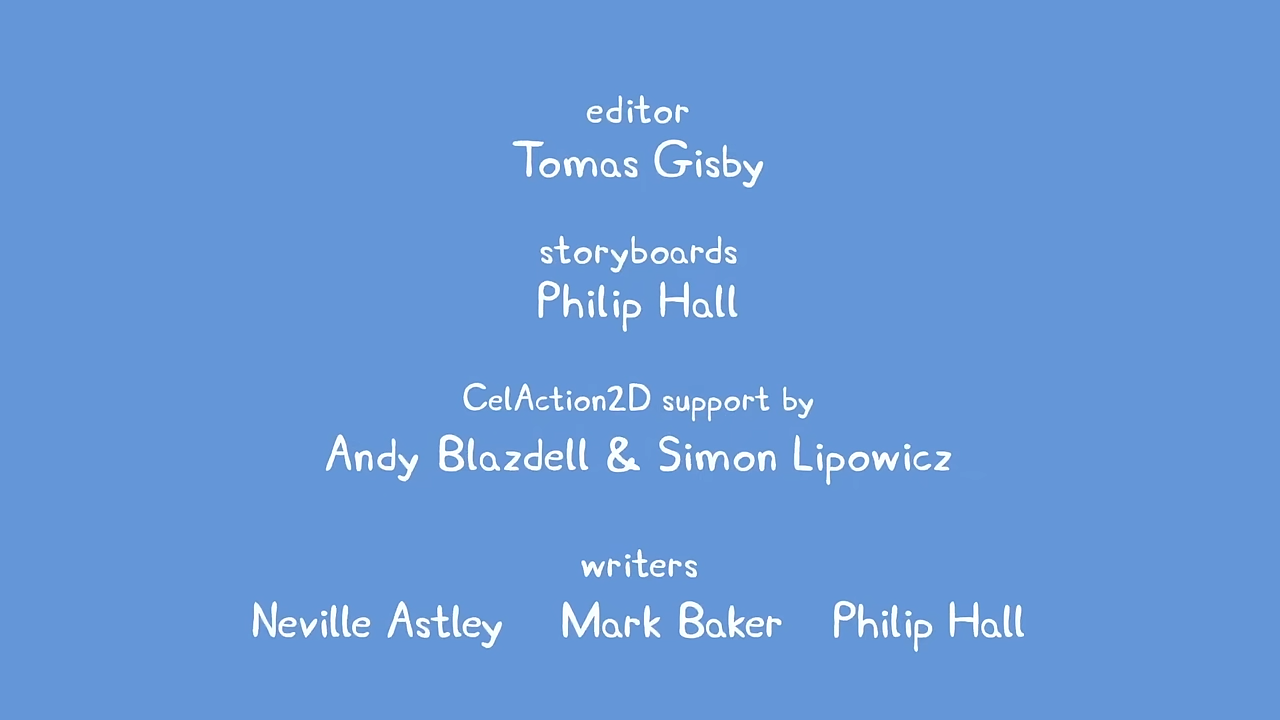 editor
Tomas Gisby
storyboards
Philip Hall
CelAction2D support by
Andy Blazdell & Simon Lipowicz
writers
Neville Astley Mark Baker Philip Hall